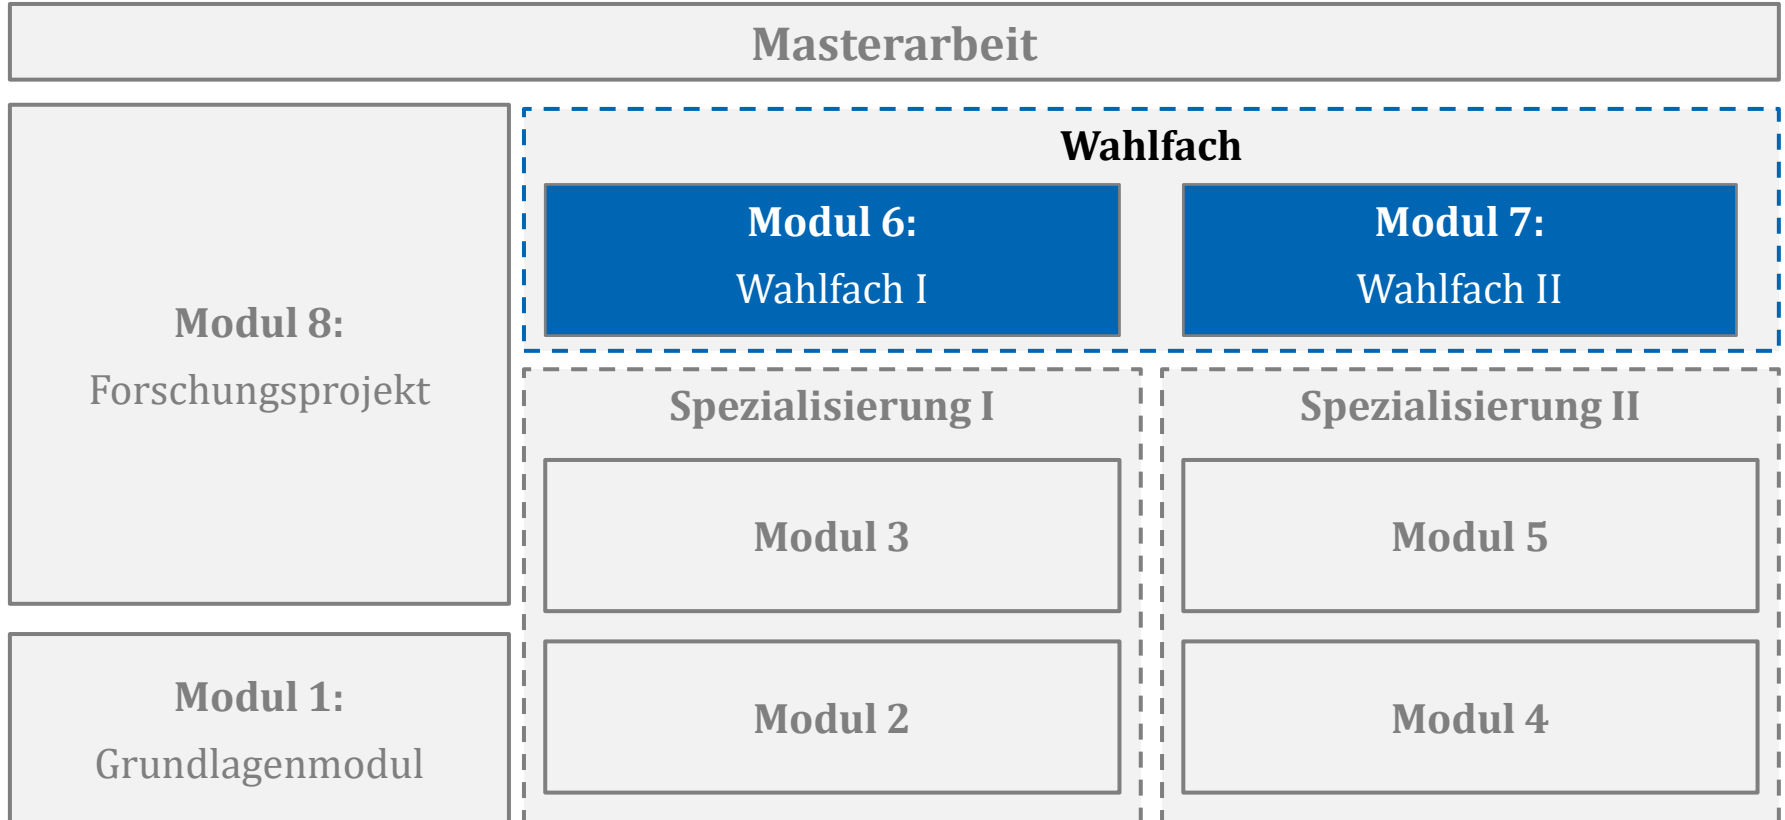 Masterarbeit
Modul 8:
Forschungsprojekt
Wahlfach
Modul 6:
Wahlfach I
Modul 7:
Wahlfach II
Spezialisierung I
Modul 3
Modul 2
Spezialisierung II
Modul 5
Modul 4
Modul 1:
Grundlagenmodul